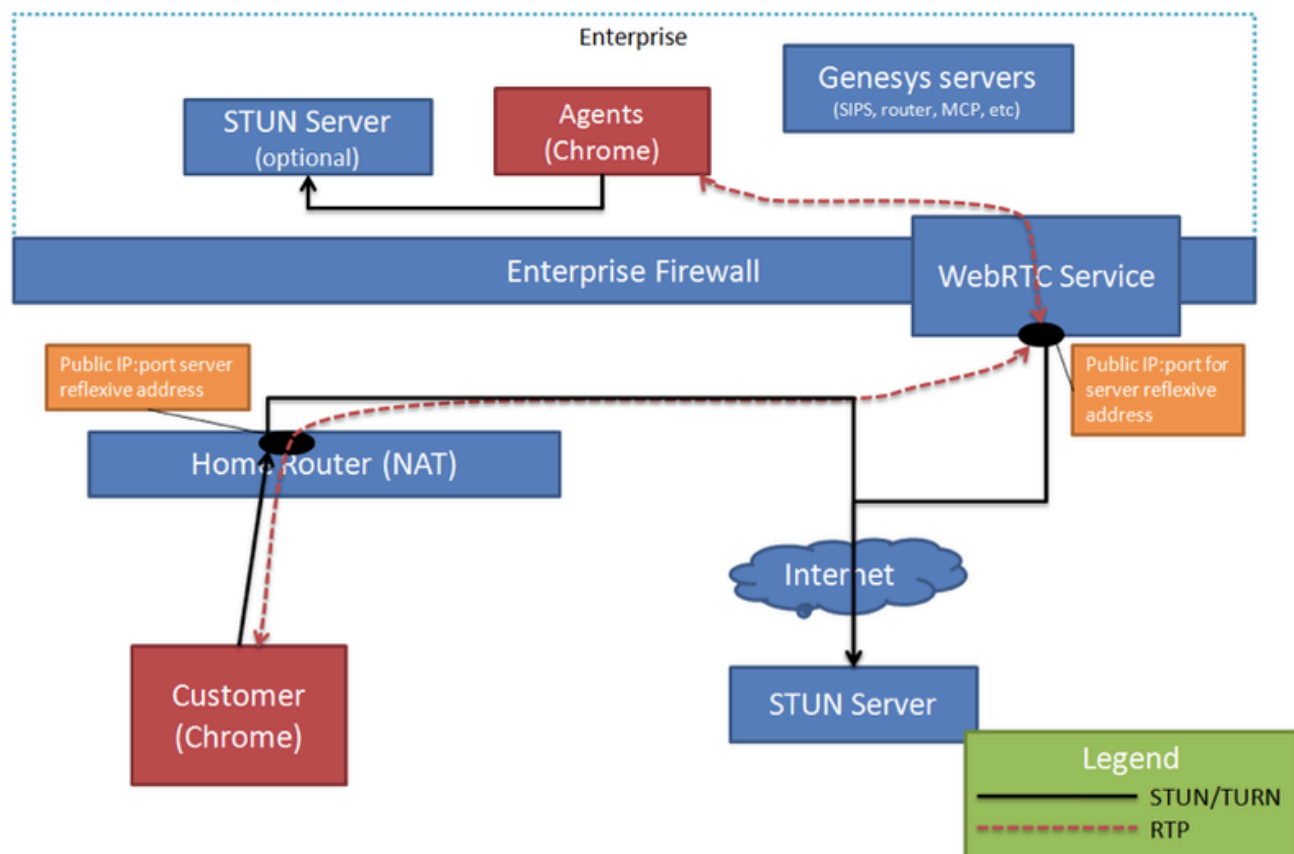 Enterprise
Genesys servers
(SIPS, router, MCP, etc)
STUN Server
(optional)
Agents
(Chrome)
Enterprise Firewall
WebRTC Service
Public IP:port server
reflexive address
Public IP:port for
server reflexive
address
Home Router (NAT)
Internet
Customer
(Chrome)
STUN Server
Legend
STUN/TURN
RTP